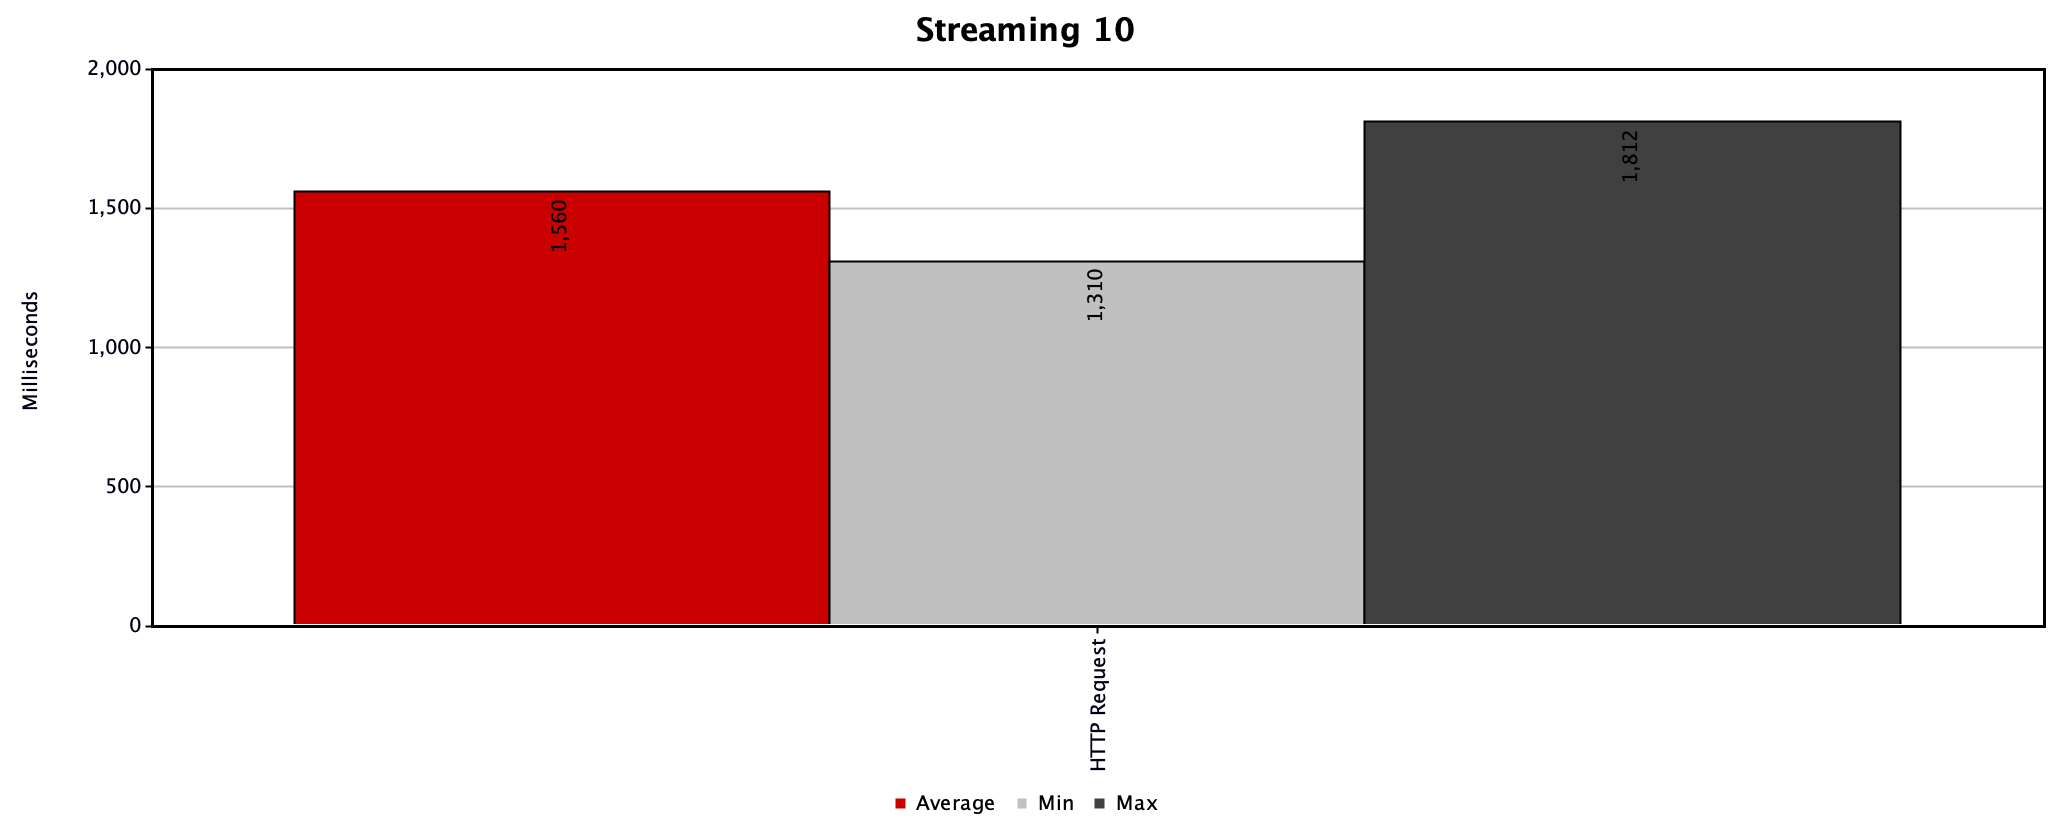 Streaming 10
2,000
1,500
1,000
500
0
Milliseconds
1,560
1,310
1,812
HTTP Request
Average
Min
Max